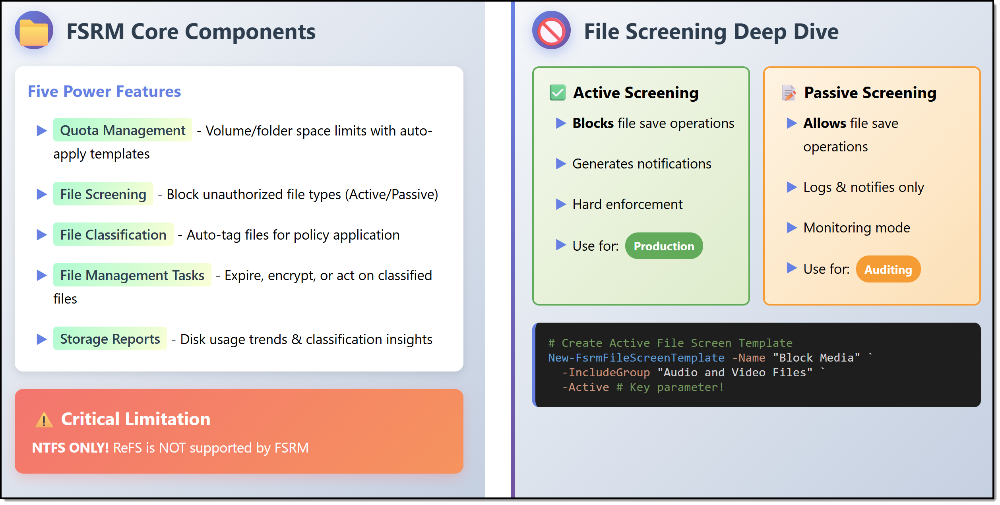 FSRM Core Components
Five Power Features
Quota Management - Volume/folder space limits with auto-
apply templates
File Screening - Block unauthorized file types (Active/Passive)
File Classification - Auto-tag files for policy application
File Management Tasks - Expire, encrypt, or act on classified
files
Storage Reports - Disk usage trends & classification insights
Critical Limitation
NTFS ONLY! ReFS is NOT supported by FSRM
File Screening Deep Dive
Active Screening
Blocks file save operations
Generates notifications
Hard enforcement
Use for: Production
Passive Screening
Allows file save
operations
Logs & notifies only
Monitoring mode
Use for: Auditing
# Create Active File Screen Template
New-FsrmFileScreenTemplate -Name "Block Media" `
-IncludeGroup "Audio and Video Files" `
-Active # Key parameter!